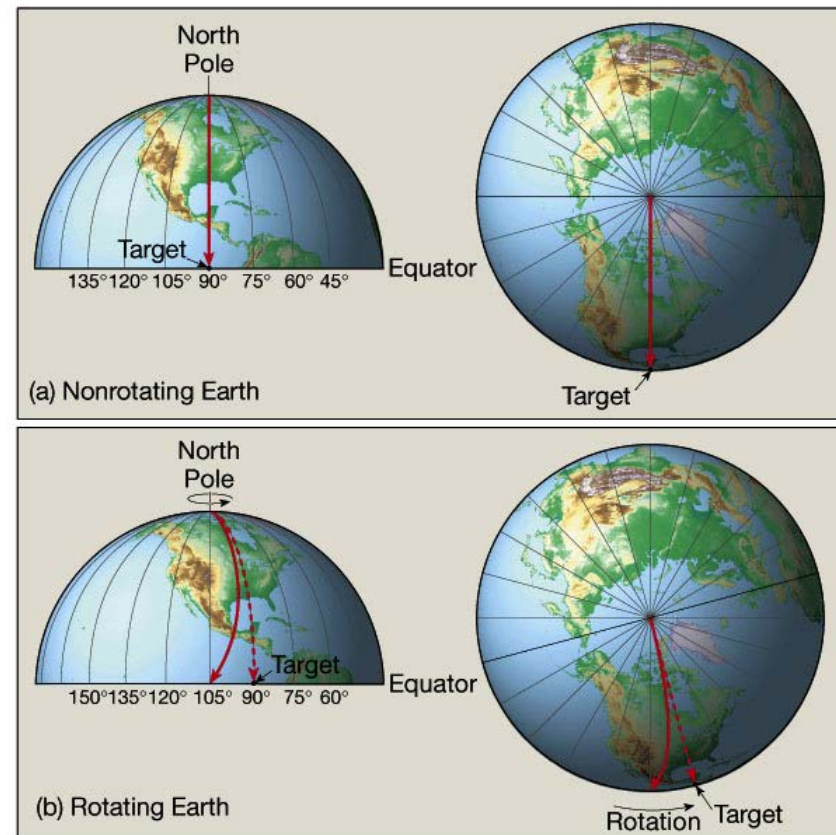 North
Pole
Target
Equator
135° 120° 105° 90° 75° 60° 45°
Target
(a) Nonrotating Earth
North
Pole
Target
Equator
150° 135° 120° 105° 90° 75° 60°
Target
Rotation
(b) Rotating Earth